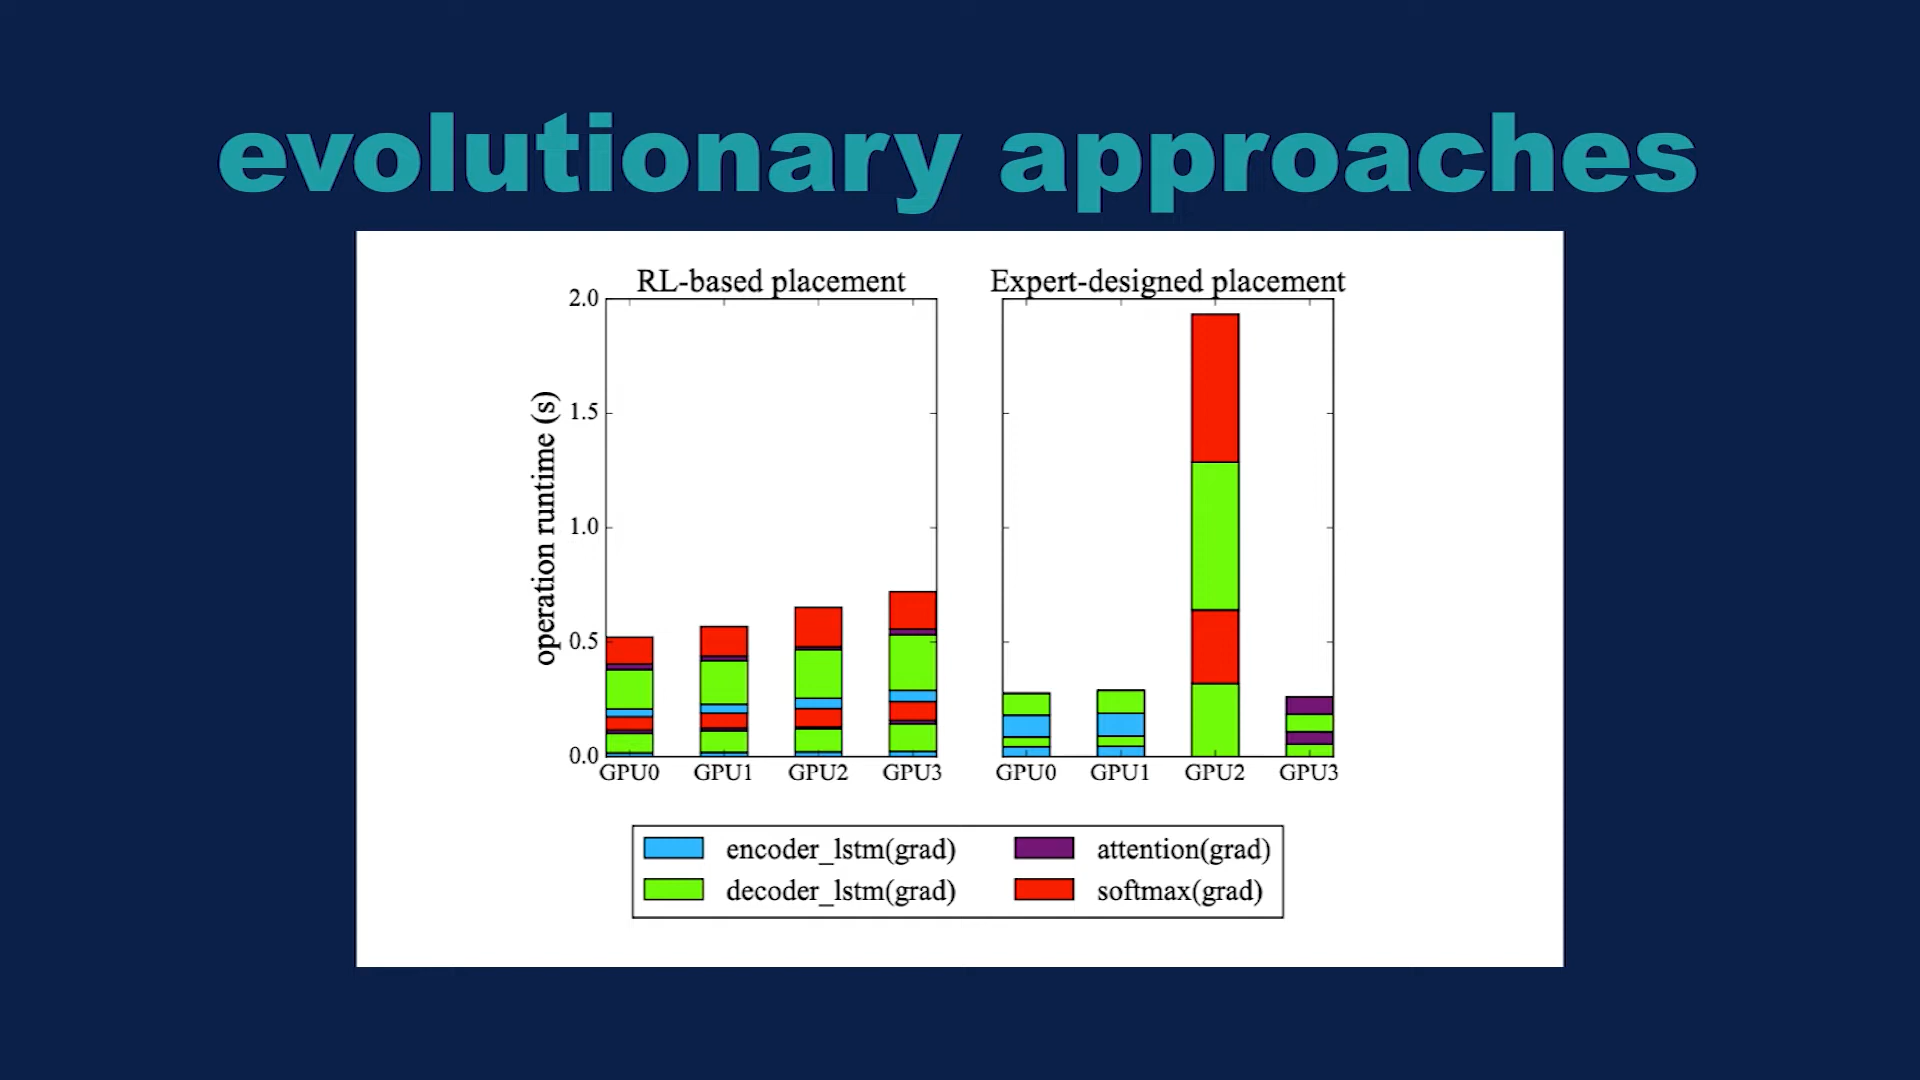 evolutionary approaches
RL-based placement
Expert-designed placement
operation runtime (s)
2.0
1.5
1.0
0.5
0.0
GPU0 GPU1 GPU2 GPU3
GPU0 GPU1 GPU2 GPU3
encoder_lstm(grad) attention(grad)
decoder_lstm(grad) softmax(grad)